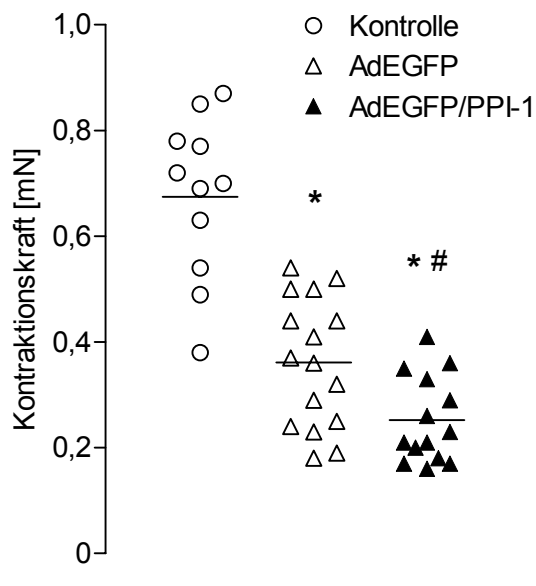 1,0
0,8
0,6
0,4
0,2
0
Kontraktionskraft [mN]
Kontrolle
AdEGFP
AdEGFP/PPI-1
*
* #